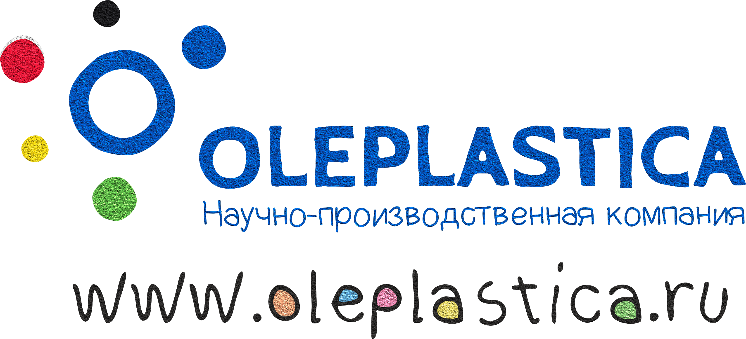 OLEPLASTICA
Научно-производственная компания
www.oleplastica.ru